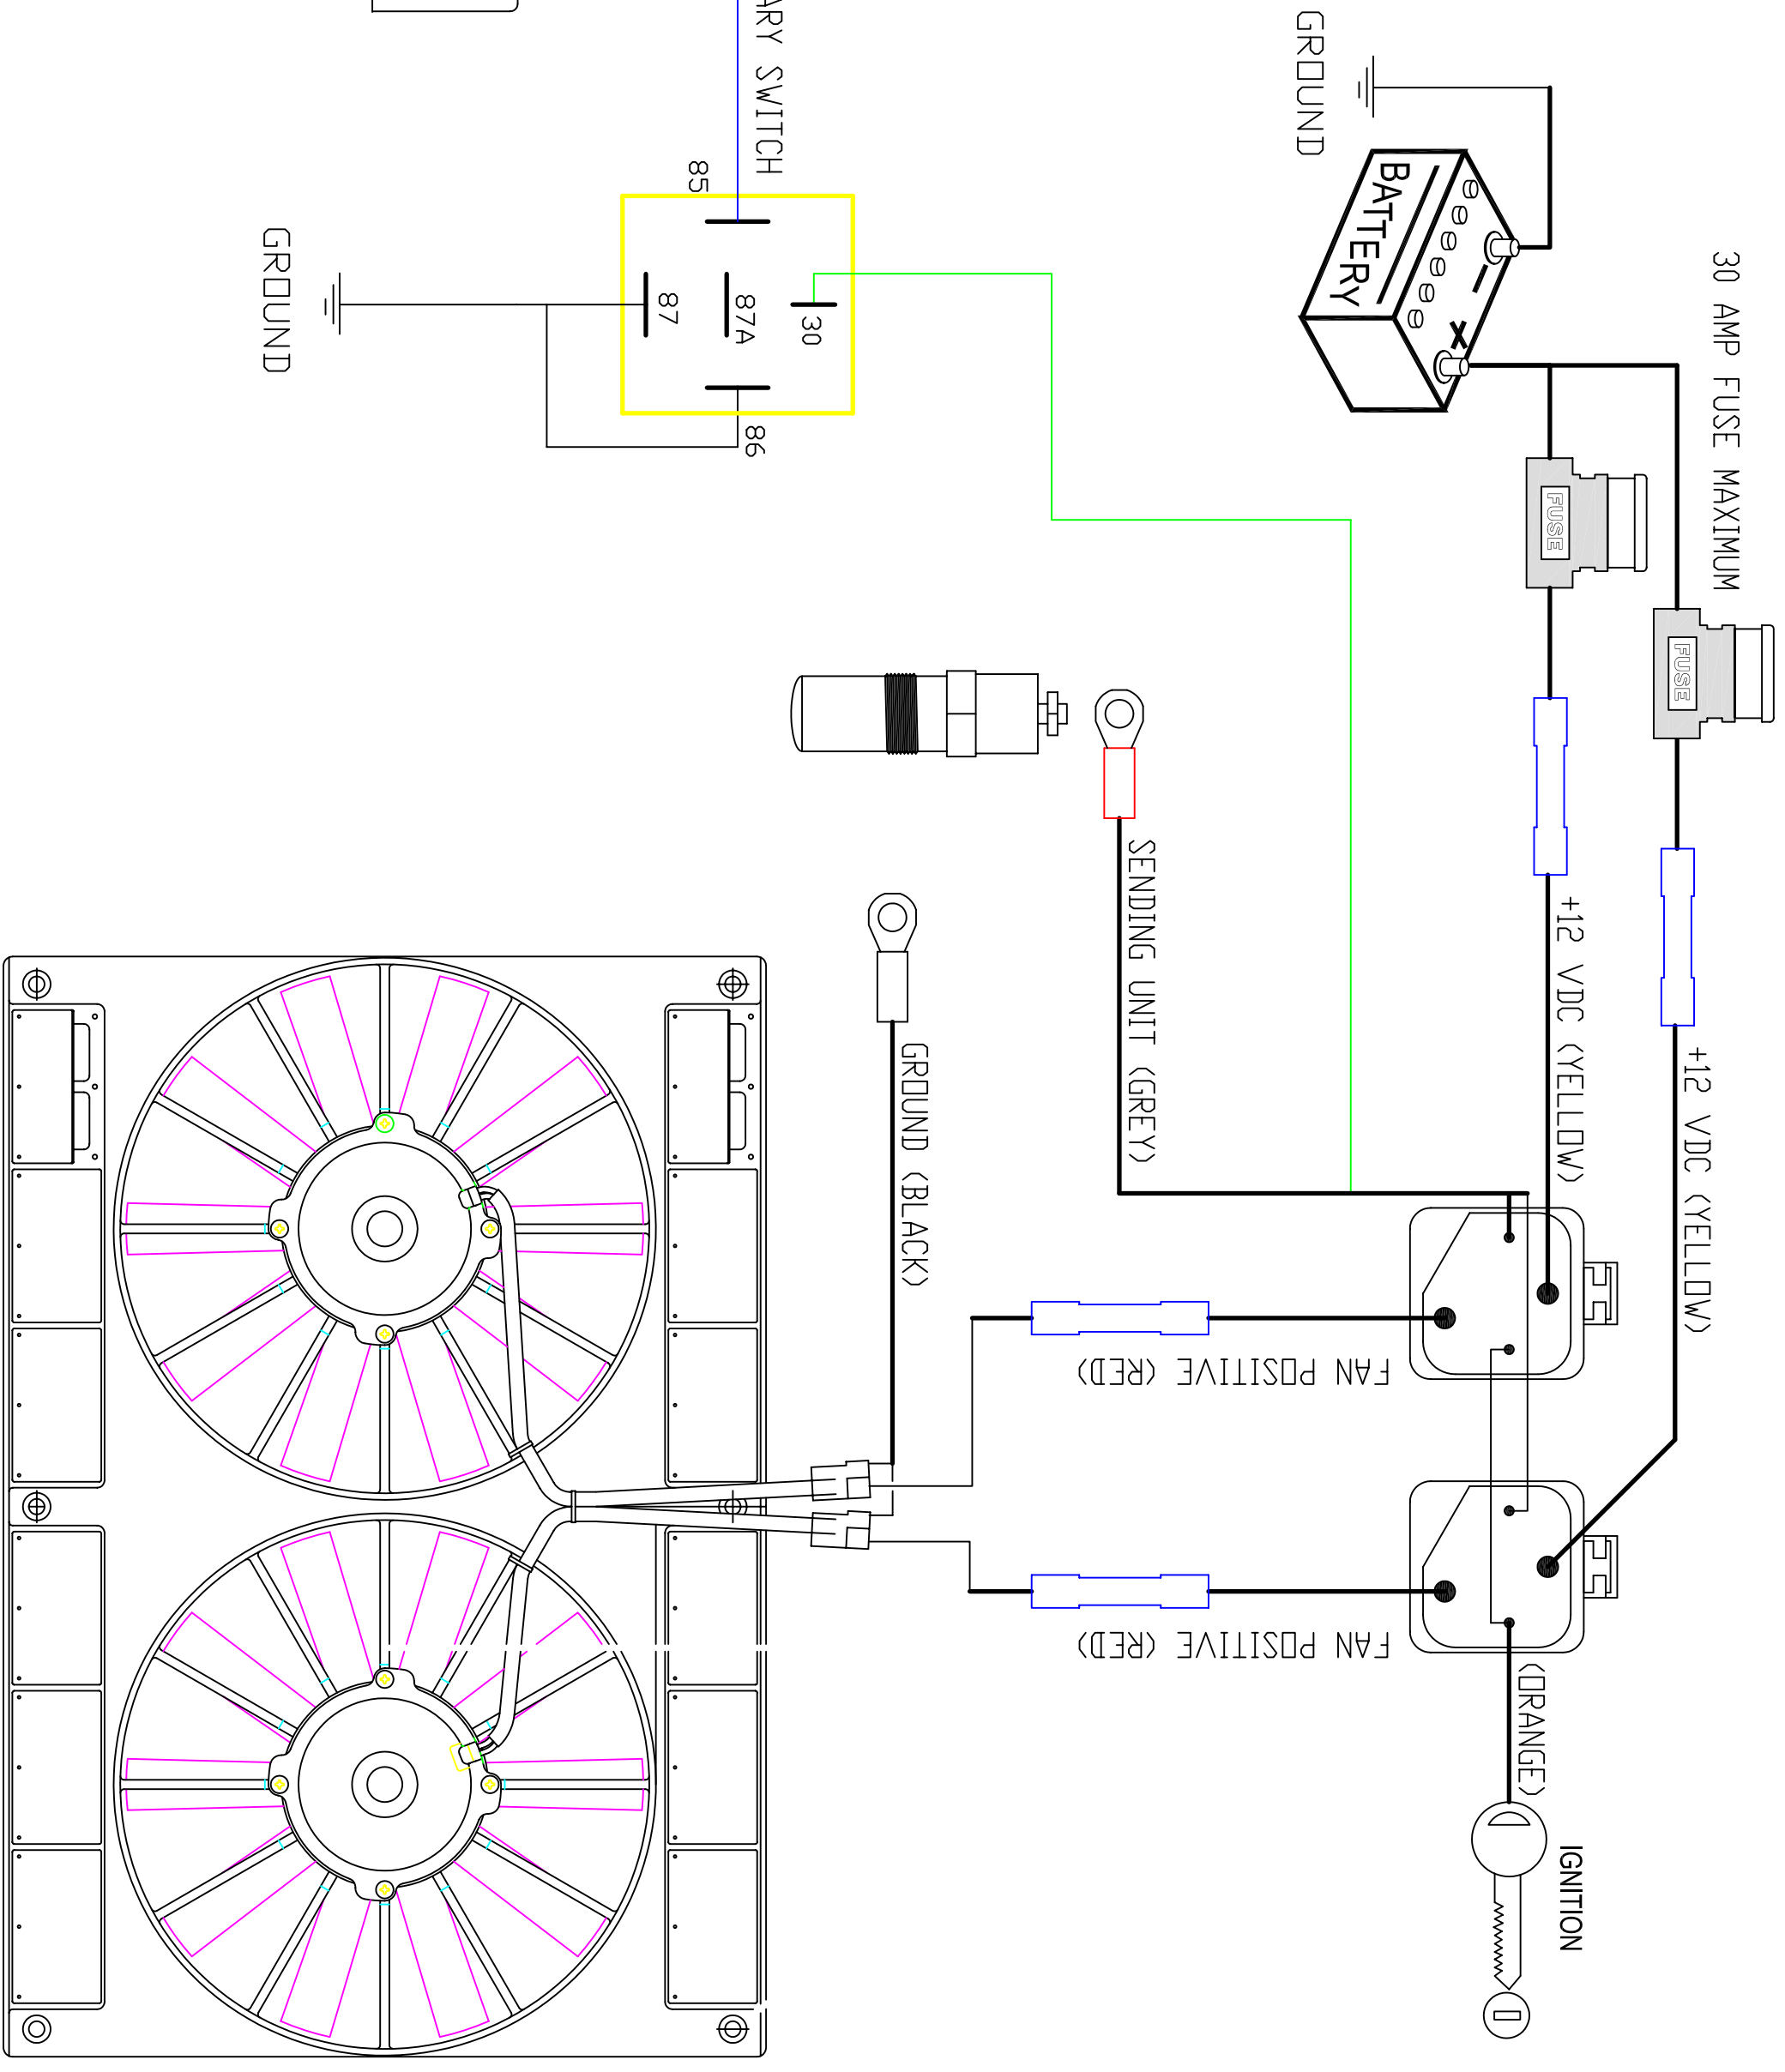 30 AMP FUSE MAXIMUM
GROUND
BATTERY
FUSE
FUSE
+12 VDC (YELLOW)
+12 VDC (YELLOW)
SWITCH
85
30
87A
87
86
GROUND
SENDING UNIT (GREY)
GROUND (BLACK)
FAN POSITIVE (RED)
FAN POSITIVE (RED)
(ORANGE)
IGNITION